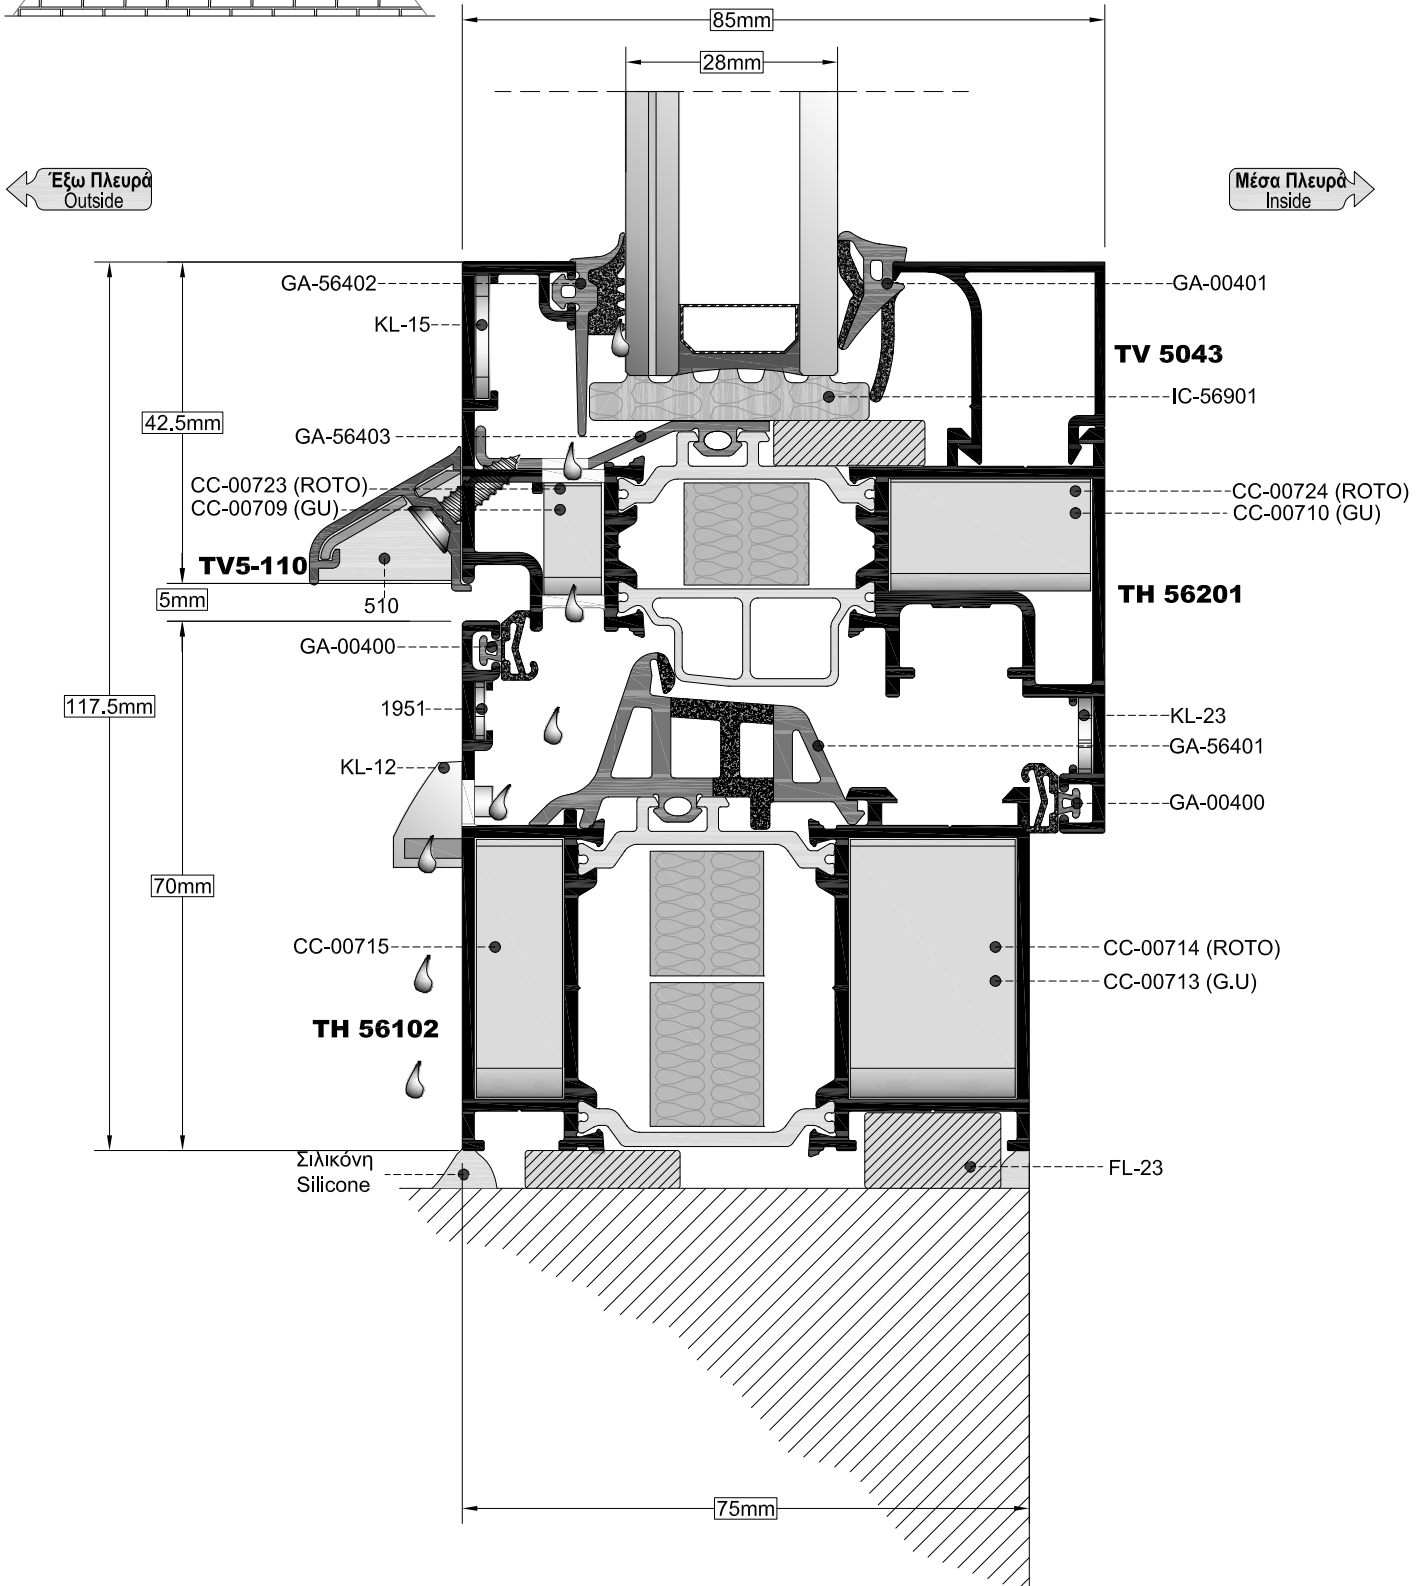 85mm
28mm
Έξω Πλευρά
Outside
Μέσα Πλευρά
Inside
GA-56402
GA-00401
KL-15
TV 5043
IC-56901
42.5mm
GA-56403
CC-00723 (ROTO)
CC-00709 (GU)
CC-00724 (ROTO)
CC-00710 (GU)
TV5-110
510
5mm
TH 56201
GA-00400
117.5mm
1951
KL-23
GA-56401
KL-12
GA-00400
70mm
CC-00715
CC-00714 (ROTO)
CC-00713 (G.U)
TH 56102
Σιλικόνη
Silicone
FL-23
75mm